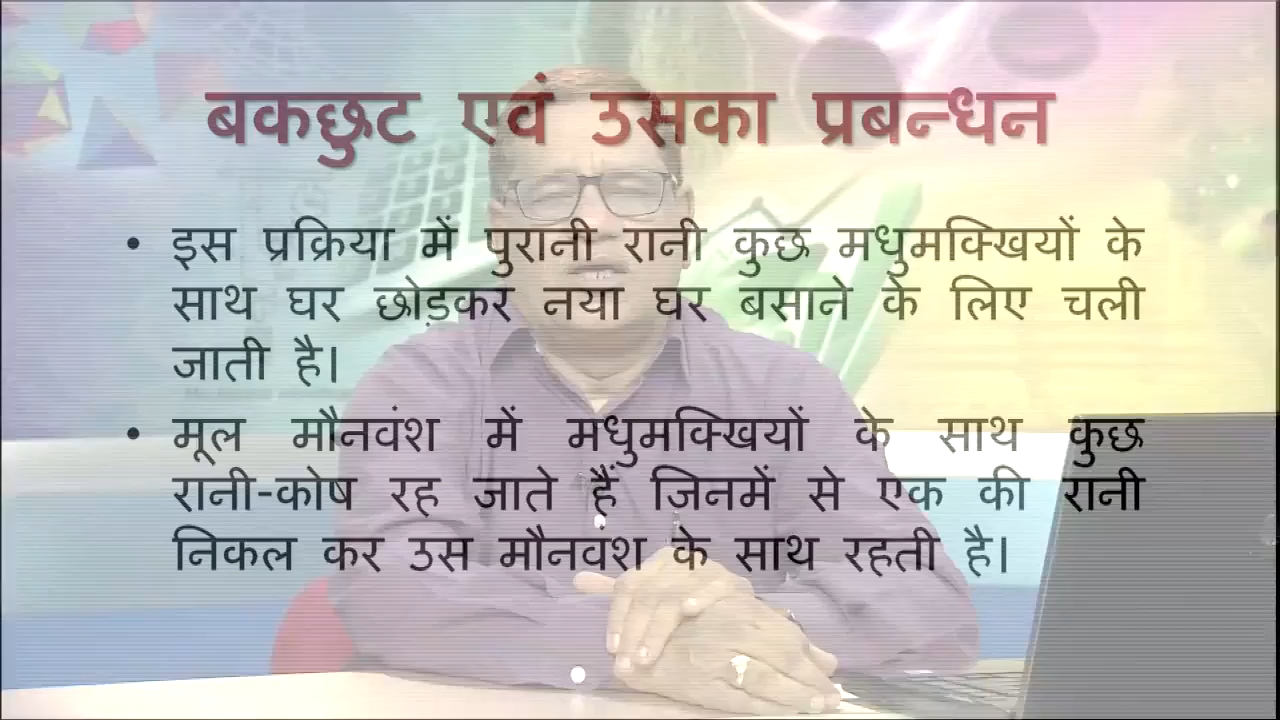 बकछुट एवं उसका प्रबन्धन
• इस प्रक्रिया में पुरानी रानी कुछ मधुमक्खियों के
साथ घर छोड़कर नया घर बसाने के लिए चली
जाती है।
• मूल मौनवंश में मधुमक्खियों के साथ कुछ
रानी-कोष रह जाते हैं जिनमें से एक की रानी
निकल कर उस मौनवंश के साथ रहती है।